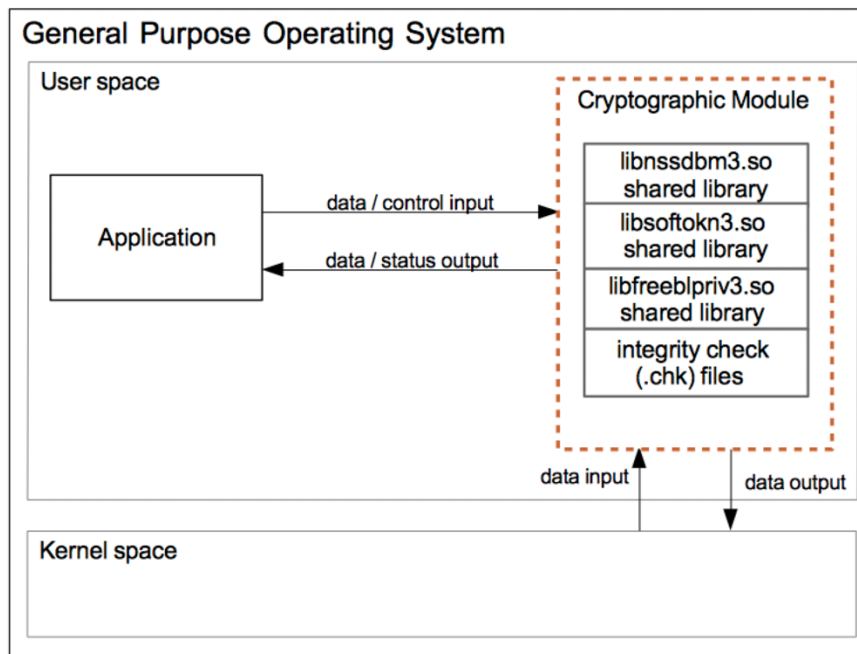 General Purpose Operating System
User space
Cryptographic Module
libnssdbm3.so
shared library
libsoftokn3.so
shared library
libfreeblpriv3.so
shared library
integrity check
(.chk) files
Application
data / control input
data / status output
data input
data output
Kernel space